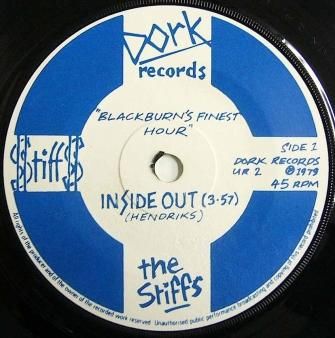 Dork
records
"BLACKBURN'S FINEST
HOUR"
$tiff$
SIDE 1
DORK RECORDS
UR 2 ℗1979
45 RPM
INSIDE OUT (3·57)
(HENDRIKS)
the
Stiffs
All rights of the producer and of the owner of the recorded work reserved Unauthorised public performance broadcasting and copying of this record prohibited